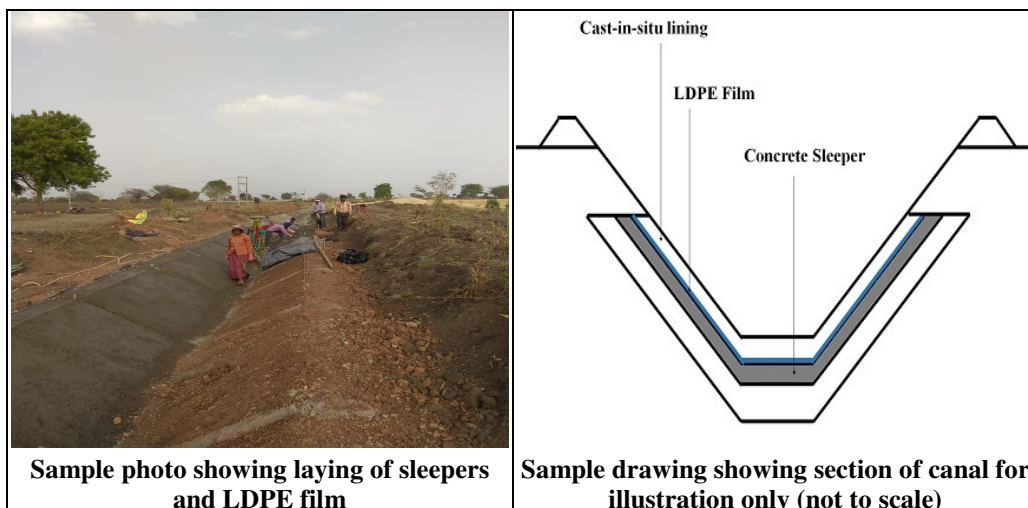 Cast-in-situ lining
LDPE Film
Concrete Sleeper
Sample photo showing laying of sleepers
and LDPE film
Sample drawing showing section of canal for
illustration only (not to scale)